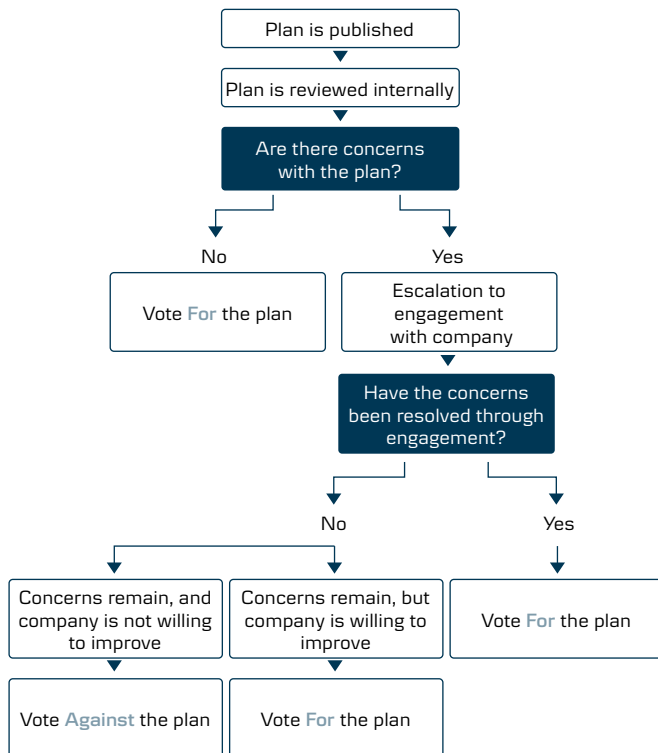 Plan is published
Plan is reviewed internally
Are there concerns
with the plan?
No
Yes
Vote For the plan
Escalation to
engagement
with company
Have the concerns
been resolved through
engagement?
No
Yes
Concerns remain, and
company is not willing
to improve
Concerns remain, but
company is willing to
improve
Vote For the plan
Vote Against the plan
Vote For the plan